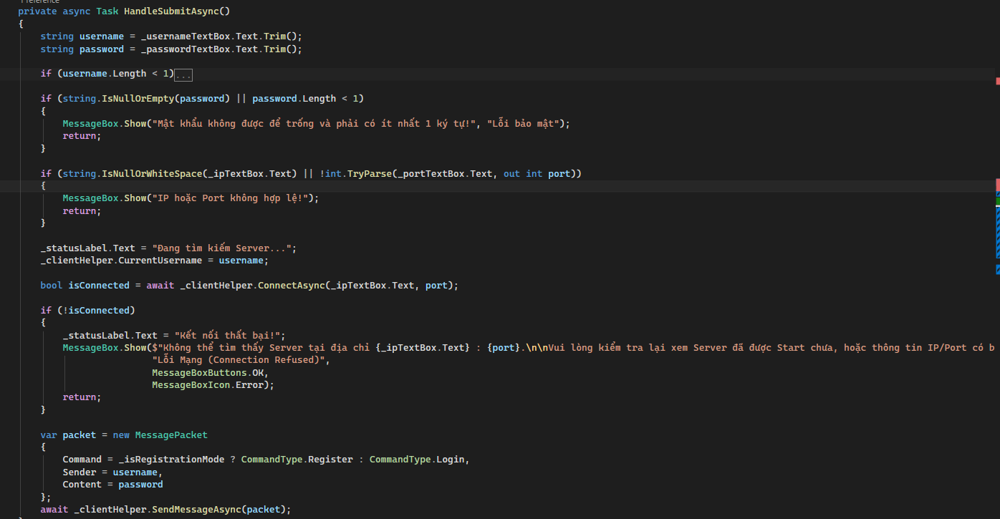 1 reference
private async Task HandleSubmitAsync()
{
string username = _usernameTextBox.Text.Trim();
string password = _passwordTextBox.Text.Trim();
if (username.Length < 1)...
if (string.IsNullOrEmpty(password) || password.Length < 1)
{
MessageBox.Show("Mật khẩu không được để trống và phải có ít nhất 1 ký tự!", "Lỗi bảo mật");
return;
}
if (string.IsNullOrWhiteSpace(_ipTextBox.Text) || !int.TryParse(_portTextBox.Text, out int port))
{
MessageBox.Show("IP hoặc Port không hợp lệ!");
return;
}
_statusLabel.Text = "Đang tìm kiếm Server...";
_clientHelper.CurrentUsername = username;
bool isConnected = await _clientHelper.ConnectAsync(_ipTextBox.Text, port);
if (!isConnected)
{
_statusLabel.Text = "Kết nối thất bại!";
MessageBox.Show($"Không thể tìm thấy Server tại địa chỉ {_ipTextBox.Text} : {port}.\n\nVui lòng kiểm tra lại xem Server đã được Start chưa, hoặc thông tin IP/Port có b
"Lỗi Mạng (Connection Refused)",
MessageBoxButtons.OK,
MessageBoxIcon.Error);
return;
}
var packet = new MessagePacket
{
Command = _isRegistrationMode ? CommandType.Register : CommandType.Login,
Sender = username,
Content = password
};
await _clientHelper.SendMessageAsync(packet);